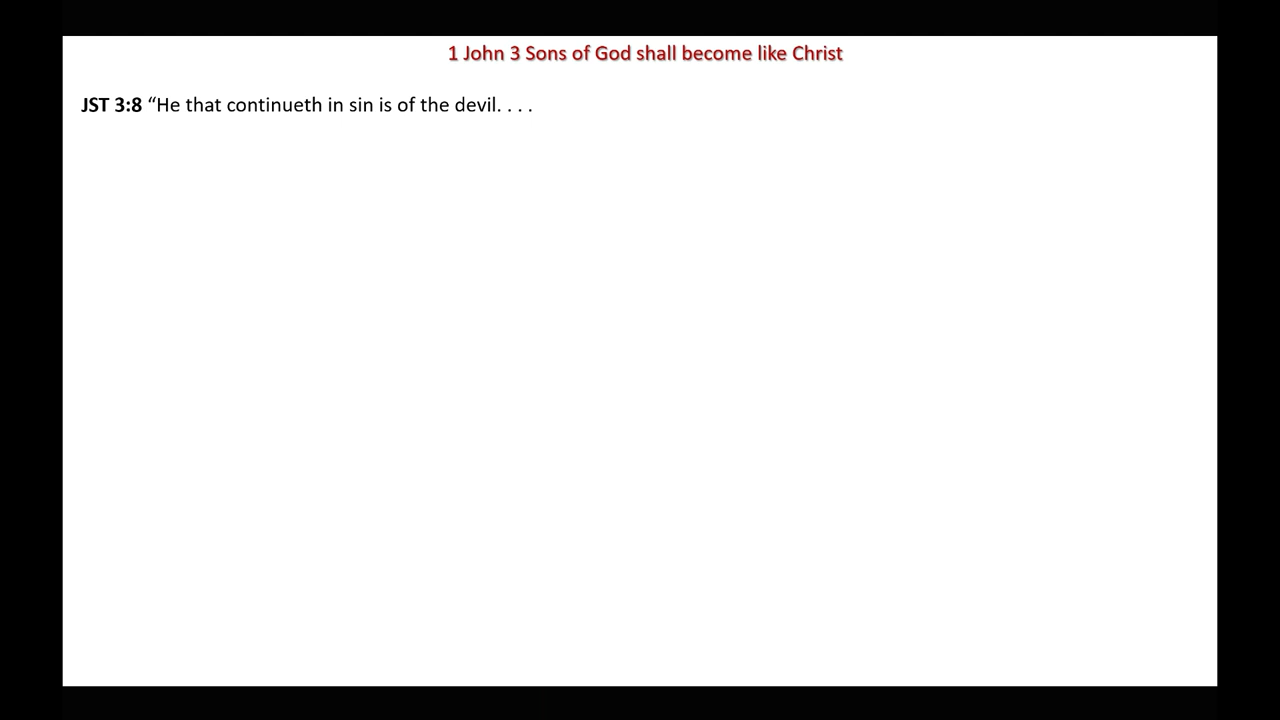 1 John 3 Sons of God shall become like Christ
JST 3:8 “He that continueth in sin is of the devil. . . .